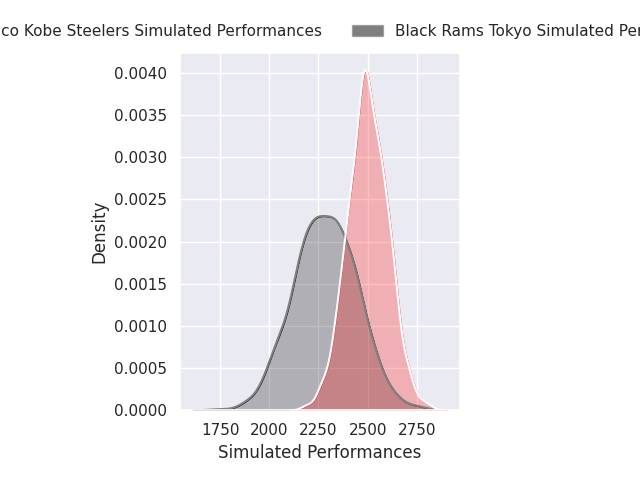 co Kobe Steelers Simulated Performances Black Rams Tokyo Simulated Per
0.0040
0.0035
0.0030
0.0025
0.0020
0.0015
0.0010
0.0005
0.0000
Density
1750 2000 2250 2500 2750
Simulated Performances